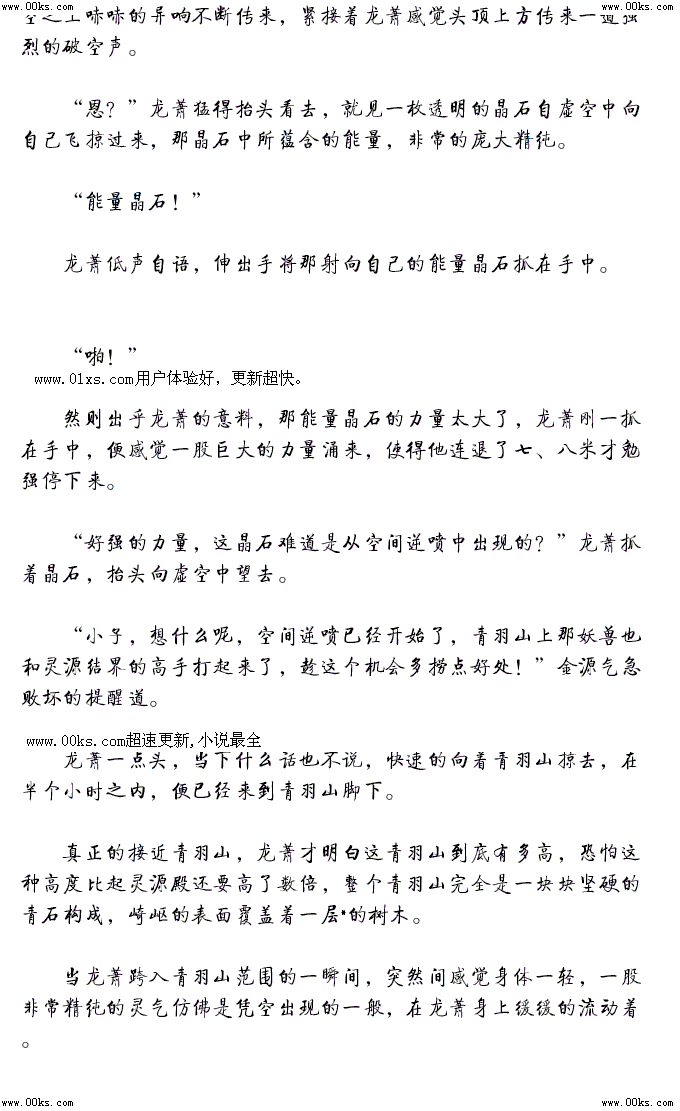 www.00ks.com www.00ks.com
空之上哧哧的异响不断传来，紧接着龙萧感觉头顶上方传来一道强
烈的破空声。
“恩？”龙萧猛得抬头看去，就见一枚透明的晶石自虚空中向
自己飞掠过来，那晶石中所蕴含的能量，非常的庞大精纯。
“能量晶石！”
龙萧低声自语，伸出手将那射向自己的能量晶石抓在手中。
“啪！”
www.01xs.com用户体验好，更新超快。
然则出乎龙萧的意料，那能量晶石的力量太大了，龙萧刚一抓
在手中，便感觉一股巨大的力量涌来，使得他连退了七、八米才勉
强停下来。
“好强的力量，这晶石难道是从空间逆喷中出现的？”龙萧抓
着晶石，抬头向虚空中望去。
“小子，想什么呢，空间逆喷已经开始了，青羽山上那妖兽也
和灵源结界的高手打起来了，趁这个机会多捞点好处！”金源气急
败坏的提醒道。
www.00ks.com超速更新,小说最全
龙萧一点头，当下什么话也不说，快速的向着青羽山掠去，在
半个小时之内，便已经来到青羽山脚下。
真正的接近青羽山，龙萧才明白这青羽山到底有多高，恐怕这
种高度比起灵源殿还要高了数倍，整个青羽山完全是一块块坚硬的
青石构成，崎岖的表面覆盖着一层*的树木。
当龙萧跨入青羽山范围的一瞬间，突然间感觉身体一轻，一股
非常精纯的灵气仿佛是凭空出现的一般，在龙萧身上缓缓的流动着
。
www.00ks.com www.00ks.com